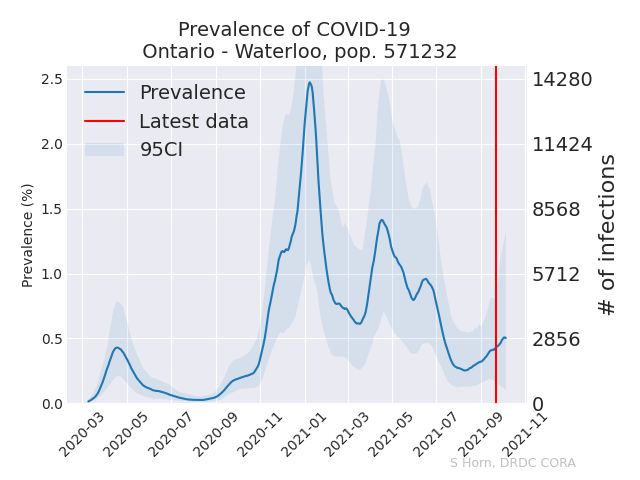 Prevalence of COVID-19
Ontario - Waterloo, pop. 571232
Prevalence
Latest data
95CI
Prevalence (%)
2.5
2.0
1.5
1.0
0.5
0.0
14280
11424
8568
5712
2856
0
# of infections
2020-03
2020-05
2020-07
2020-09
2020-11
2021-01
2021-03
2021-05
2021-07
2021-09
2021-11
S Horn, DRDC CORA